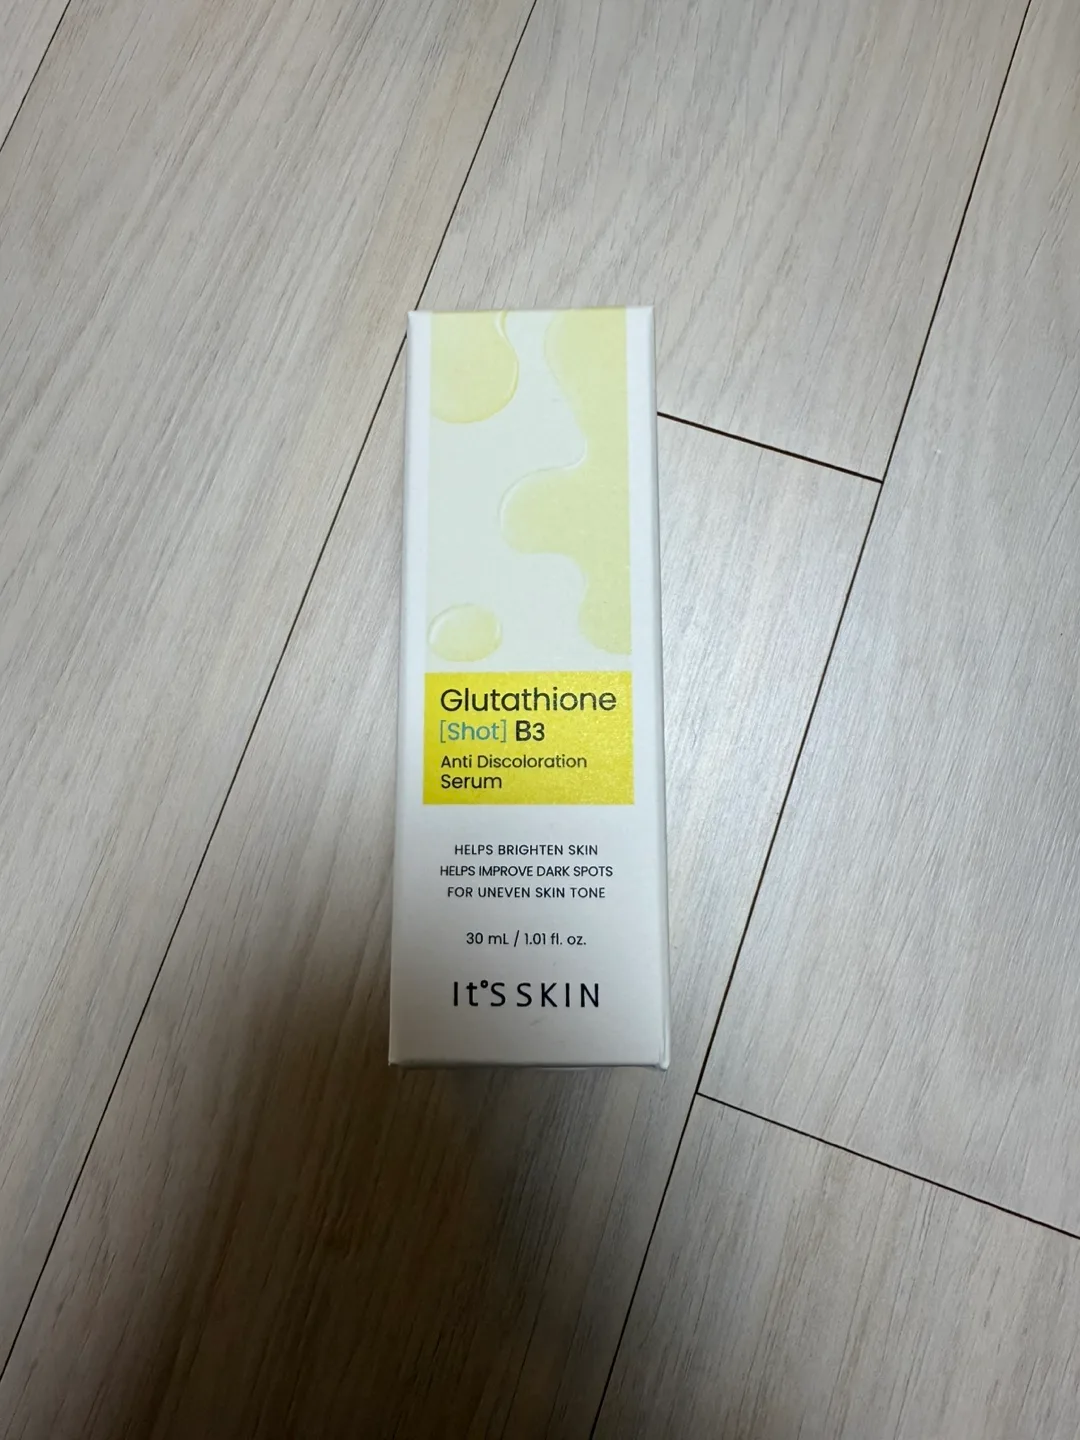 Glutathione
[Shot] B3
Anti Discoloration
Serum
HELPS BRIGHTEN SKIN
HELPS IMPROVE DARK SPOTS
FOR UNEVEN SKIN TONE
30 mL / 1.01 fl. oz.
It'S SKIN